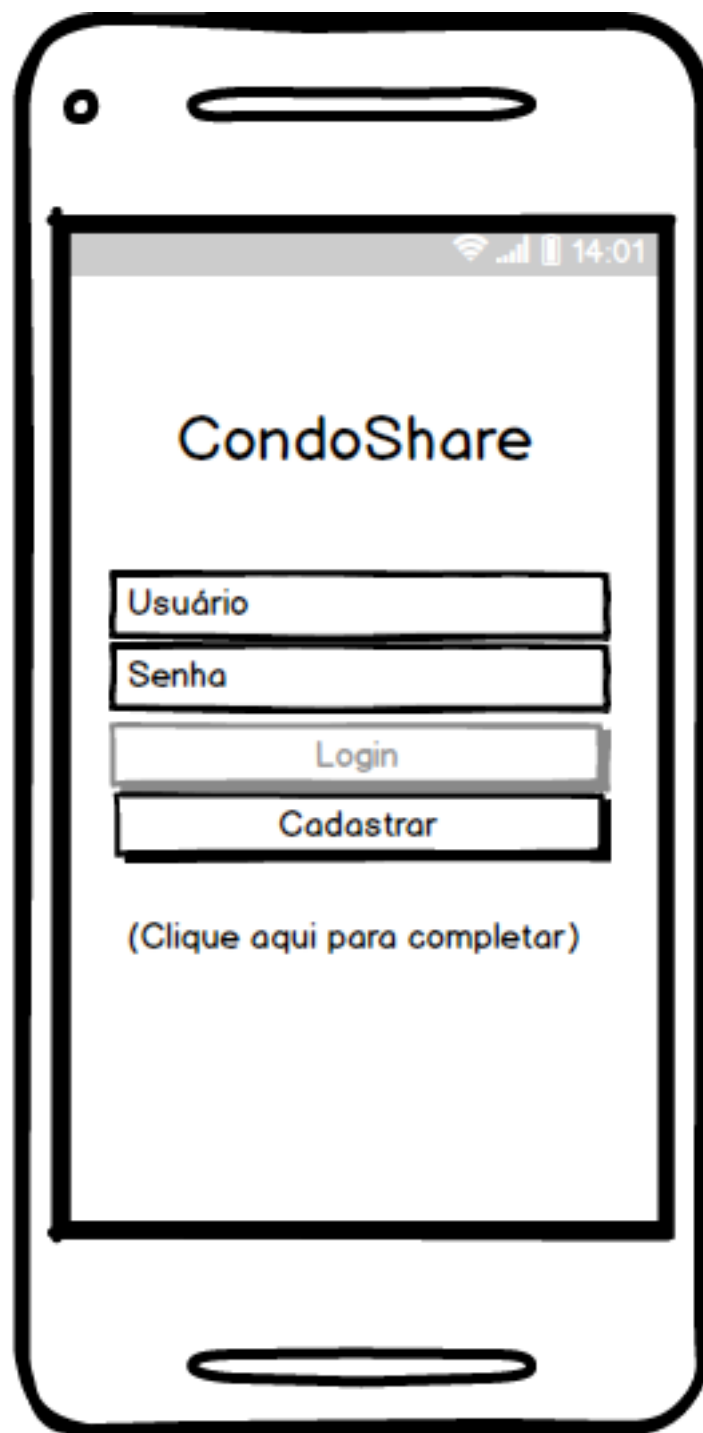 14:01
CondoShare
Usuário
Senha
Login
Cadastrar
(Clique aqui para completar)